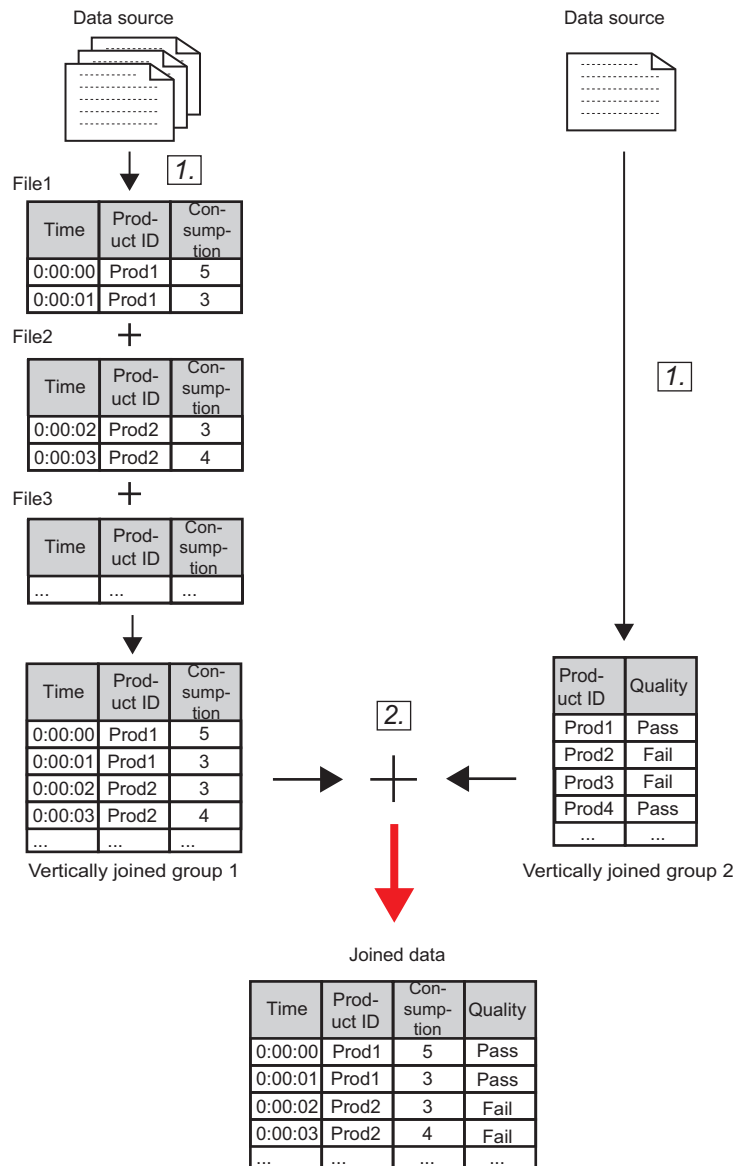 Data source
Data source
1.
File1
Time
Prod-
uct ID
Con-
sump-
tion
0:00:00 Prod1 5
0:00:01 Prod1 3
File2
Time
Prod-
uct ID
Con-
sump-
tion
0:00:02 Prod2 3
0:00:03 Prod2 4
1.
File3
Time
Prod-
uct ID
Con-
sump-
tion
... ... ...
Time
Prod-
uct ID
Con-
sump-
tion
0:00:00 Prod1 5
0:00:01 Prod1 3
0:00:02 Prod2 3
0:00:03 Prod2 4
... ... ...
Vertically joined group 1
2.
Prod-
uct ID
Quality
Prod1 Pass
Prod2 Fail
Prod3 Fail
Prod4 Pass
... ...
Vertically joined group 2
Joined data
Time
Prod-
uct ID
Con-
sump-
tion
Quality
0:00:00 Prod1 5 Pass
0:00:01 Prod1 3 Pass
0:00:02 Prod2 3 Fail
0:00:03 Prod2 4 Fail
... ... ... ...